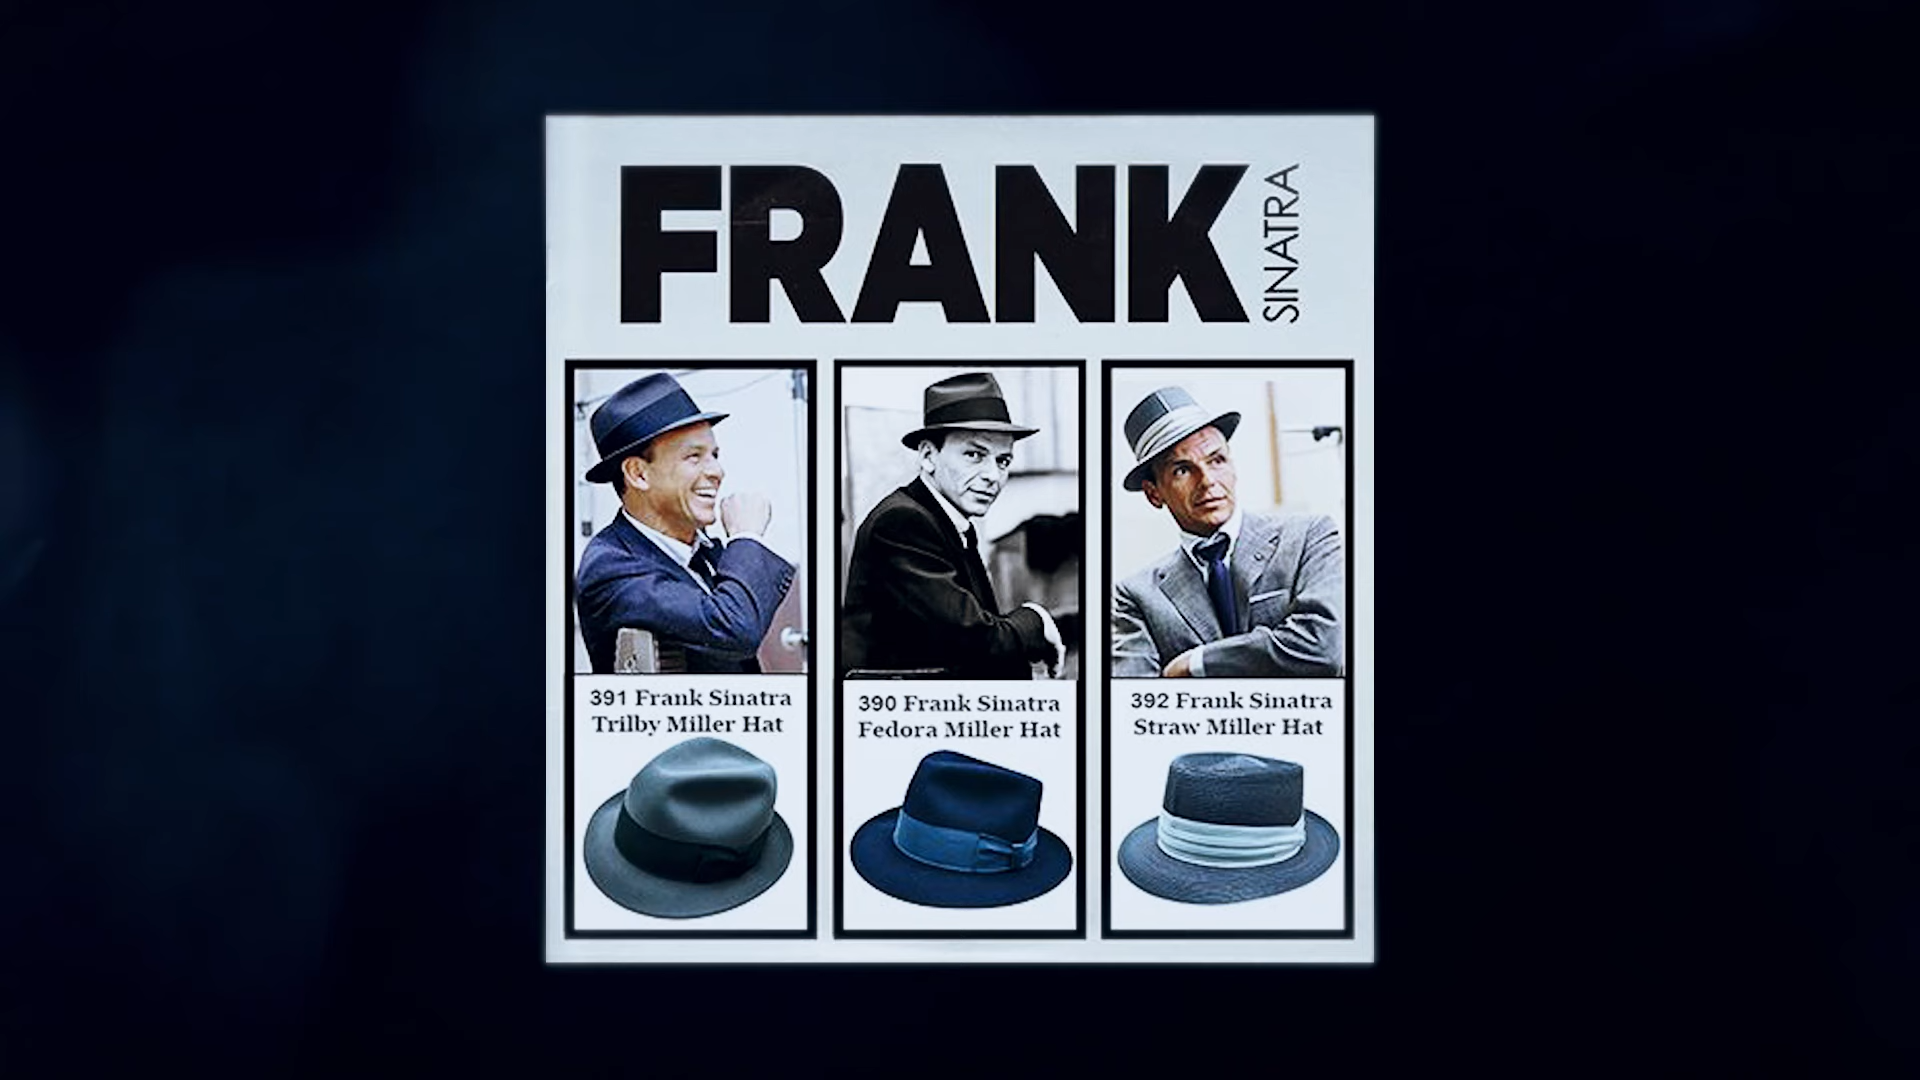 FRANK
SINATRA
391 Frank Sinatra
Trilby Miller Hat
390 Frank Sinatra
Fedora Miller Hat
392 Frank Sinatra
Straw Miller Hat